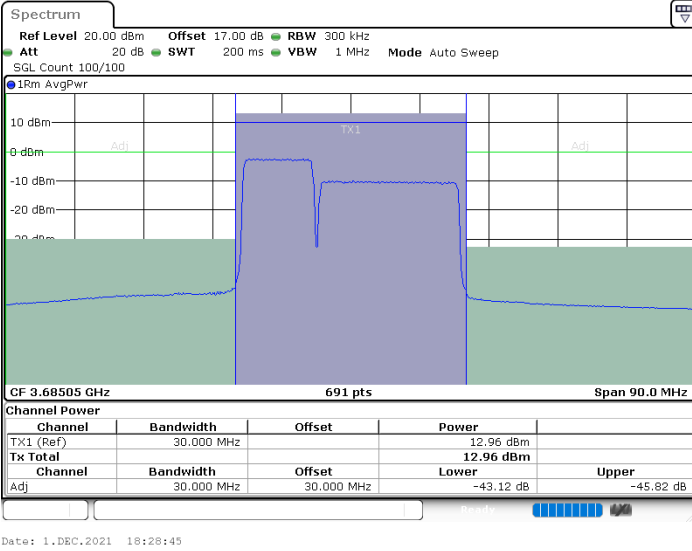 Spectrum
Ref Level 20.00 dBm Offset 17.00 dB RBW 300 kHz
Att 20 dB SWT 200 ms VBW 1 MHz Mode Auto Sweep
SGL Count 100/100
1Rm AvgPwr
10 dBm
TX1
Adj Adj
0 dBm
-10 dBm
-20 dBm
CF 3.68505 GHz 691 pts Span 90.0 MHz
Channel Power
Channel Bandwidth Offset Power
TX1 (Ref) 30.000 MHz 12.96 dBm
Tx Total 12.96 dBm
Channel Bandwidth Offset Lower Upper
Adj 30.000 MHz 30.000 MHz -43.12 dB -45.82 dB
Ready
Date: 1.DEC.2021 18:28:45